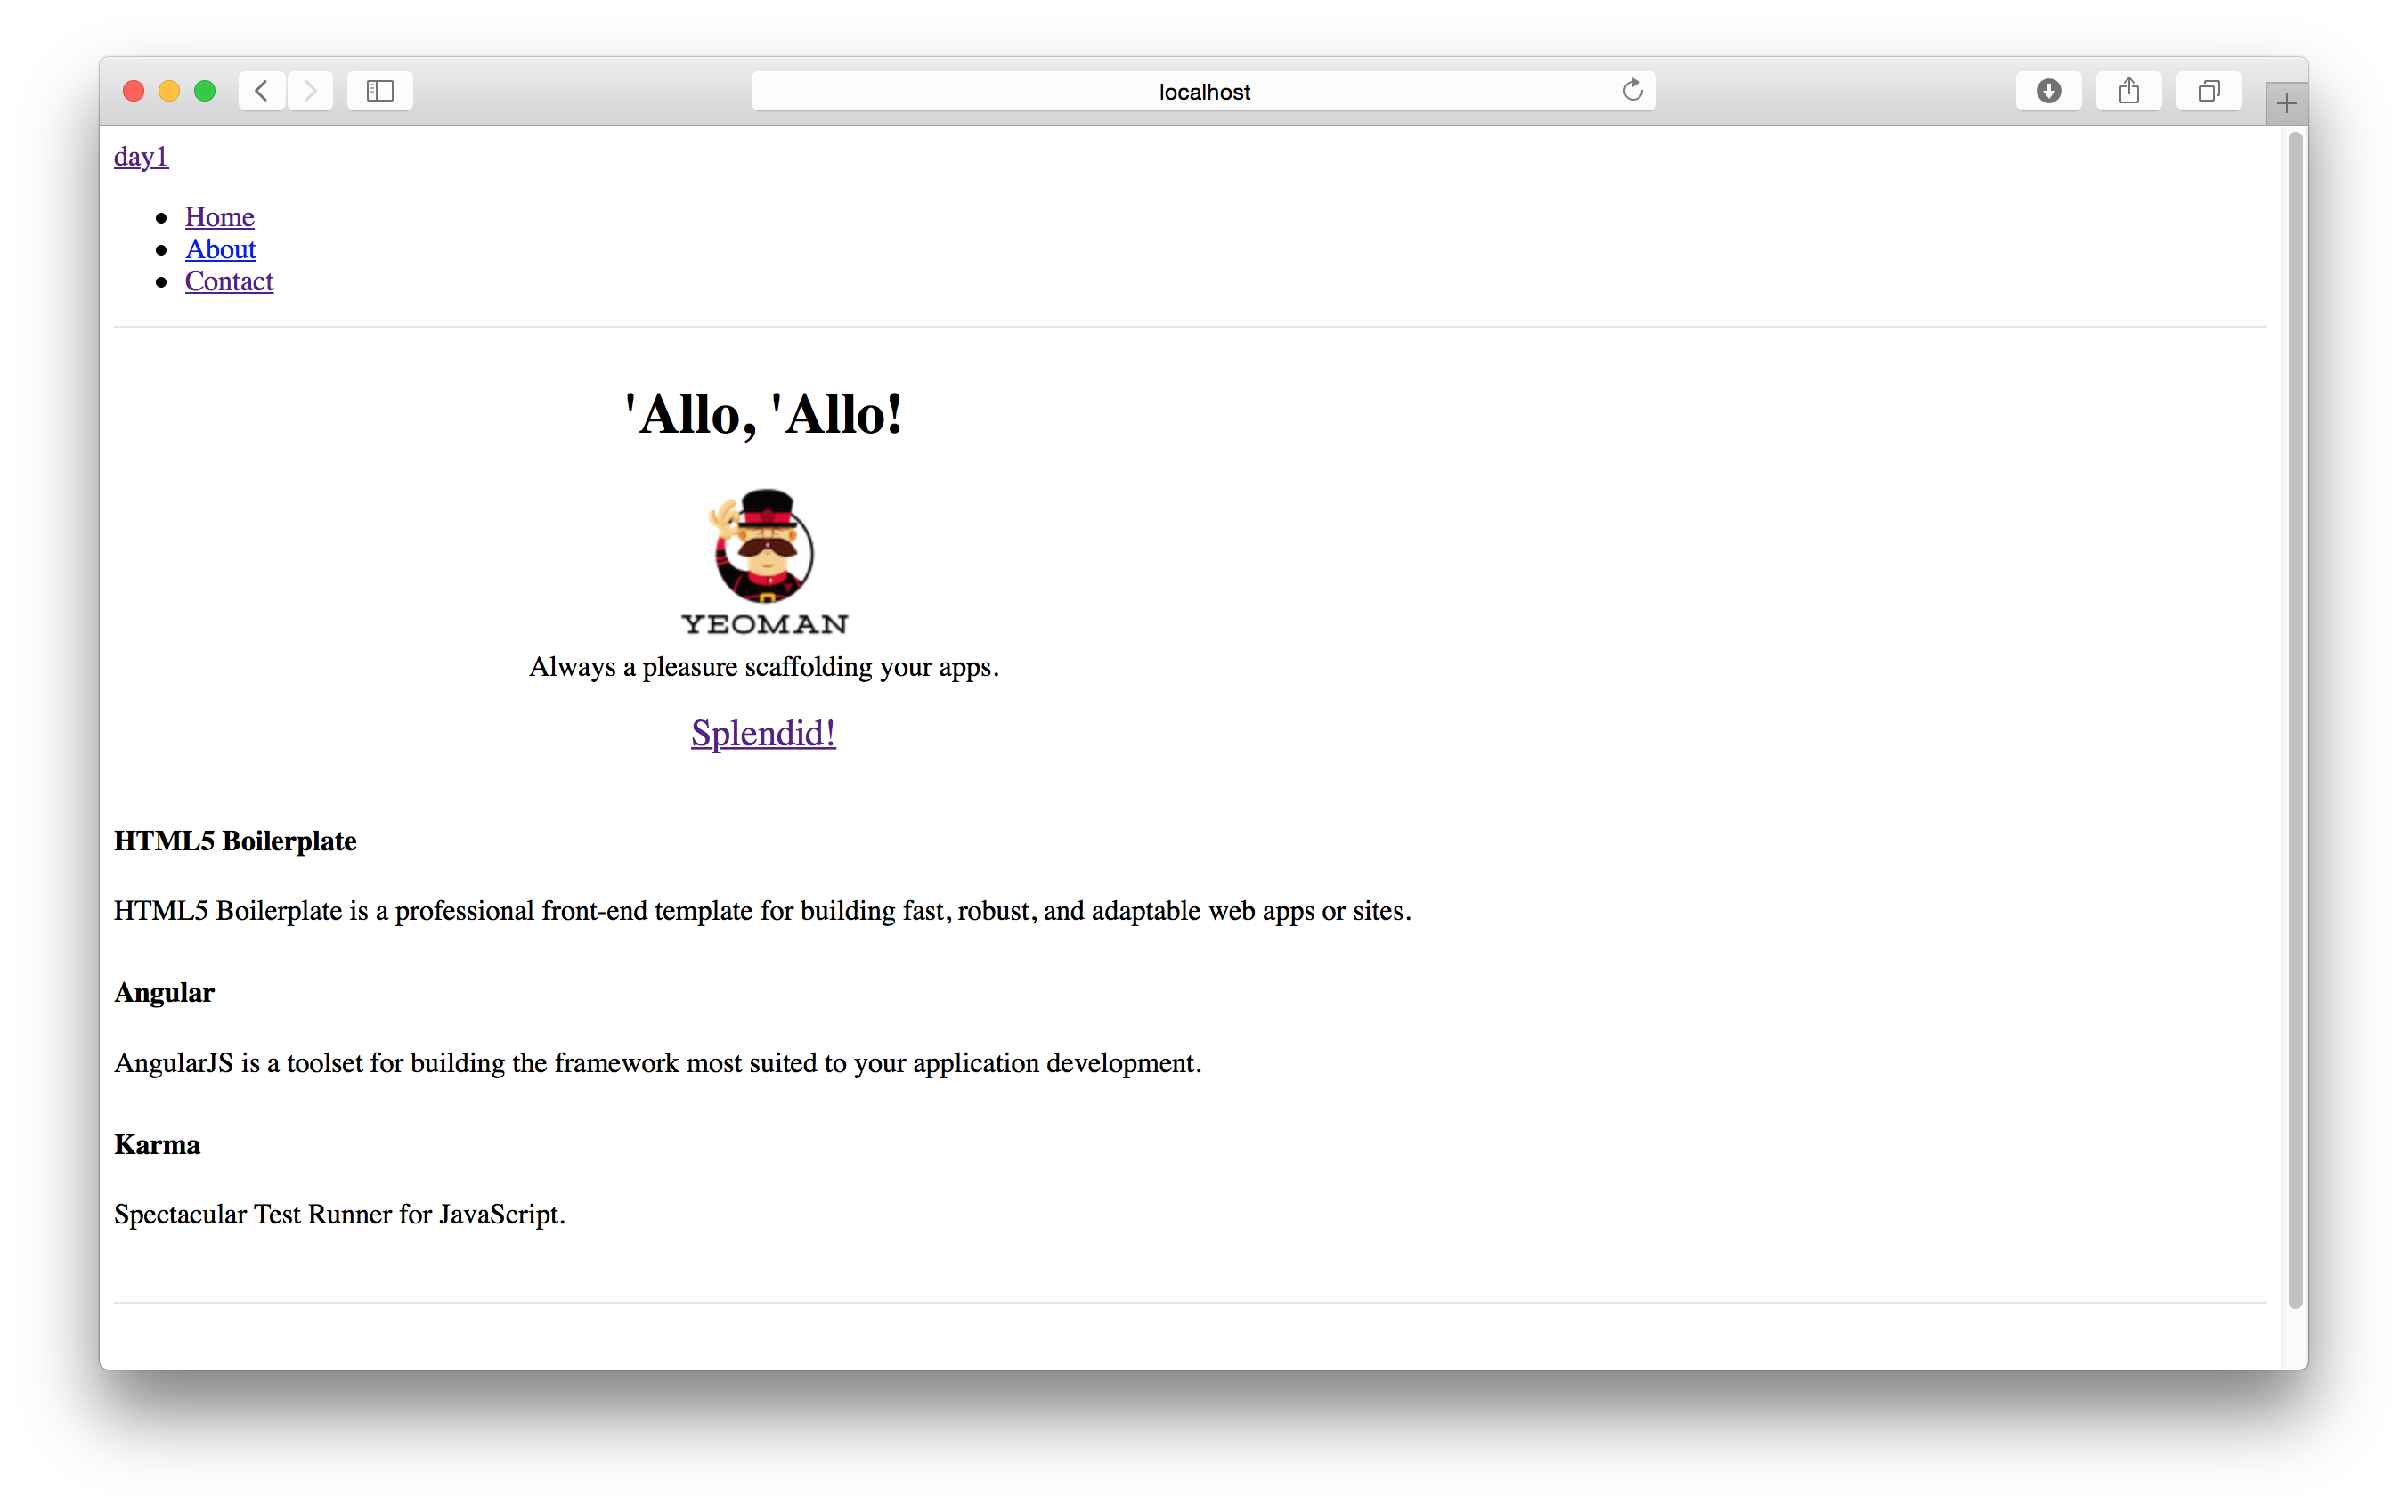 localhost
day1
Home
About
Contact
'Allo, 'Allo!
YEOMAN
Always a pleasure scaffolding your apps.
Splendid!
HTML5 Boilerplate
HTML5 Boilerplate is a professional front-end template for building fast, robust, and adaptable web apps or sites.
Angular
AngularJS is a toolset for building the framework most suited to your application development.
Karma
Spectacular Test Runner for JavaScript.